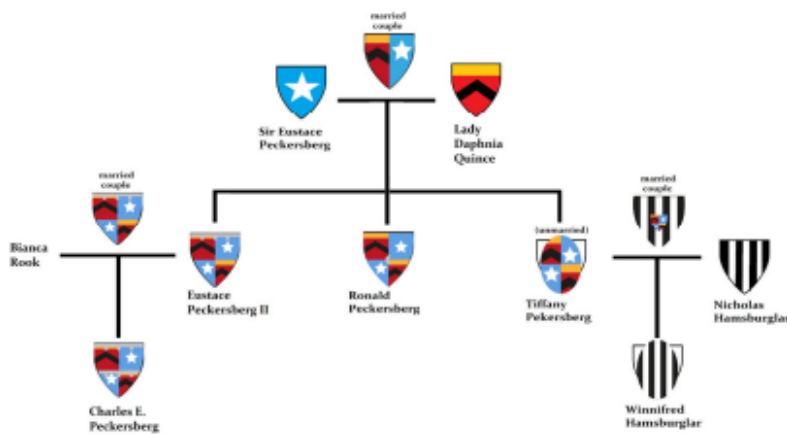 married
couple
Sir Eustace
Peckersberg
Lady
Daphnia
Quince
married
couple
married
couple
Bianca
Rook
(unmarried)
Eustace
Peckersberg II
Ronald
Peckersberg
Tiffany
Pekersberg
Nicholas
Hamsburglar
Charles E.
Peckersberg
Winnifred
Hamsburglar